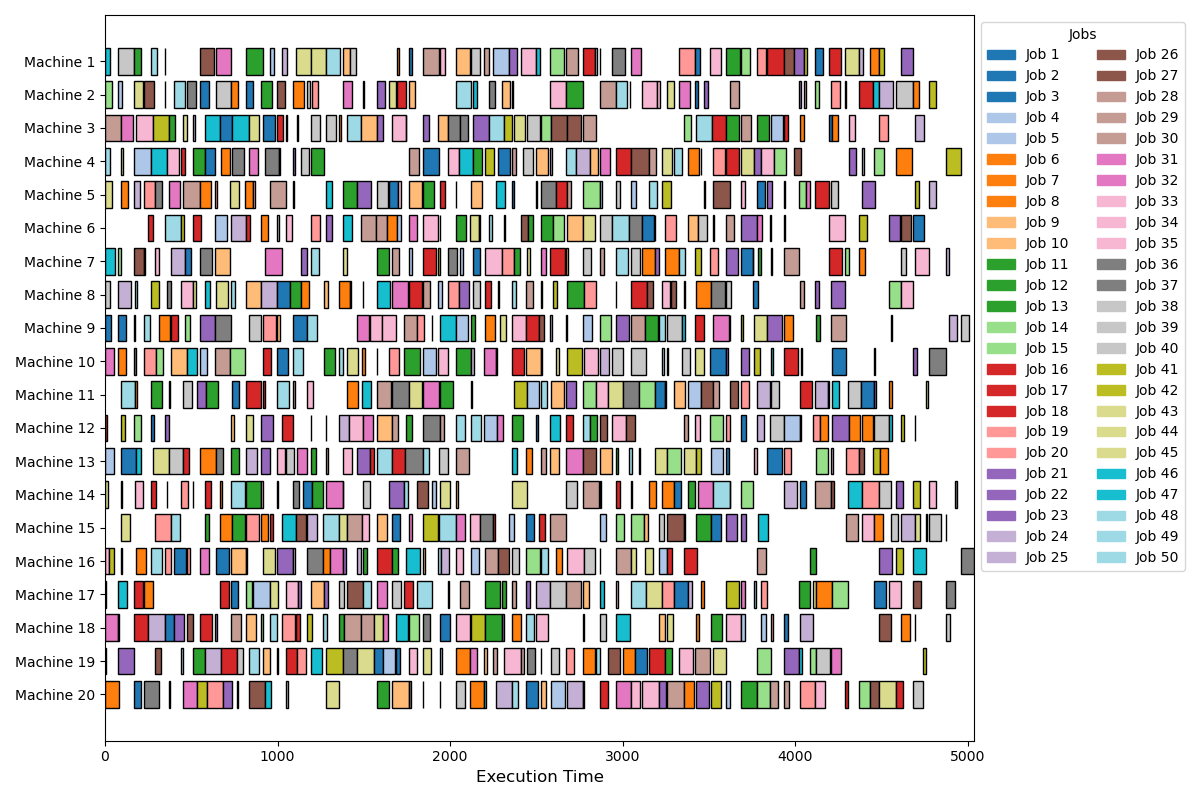 Machine 1
Machine 2
Machine 3
Machine 4
Machine 5
Machine 6
Machine 7
Machine 8
Machine 9
Machine 10
Machine 11
Machine 12
Machine 13
Machine 14
Machine 15
Machine 16
Machine 17
Machine 18
Machine 19
Machine 20
0 1000 2000 3000 4000 5000
Execution Time
Jobs
Job 1 Job 26
Job 2 Job 27
Job 3 Job 28
Job 4 Job 29
Job 5 Job 30
Job 6 Job 31
Job 7 Job 32
Job 8 Job 33
Job 9 Job 34
Job 10 Job 35
Job 11 Job 36
Job 12 Job 37
Job 13 Job 38
Job 14 Job 39
Job 15 Job 40
Job 16 Job 41
Job 17 Job 42
Job 18 Job 43
Job 19 Job 44
Job 20 Job 45
Job 21 Job 46
Job 22 Job 47
Job 23 Job 48
Job 24 Job 49
Job 25 Job 50